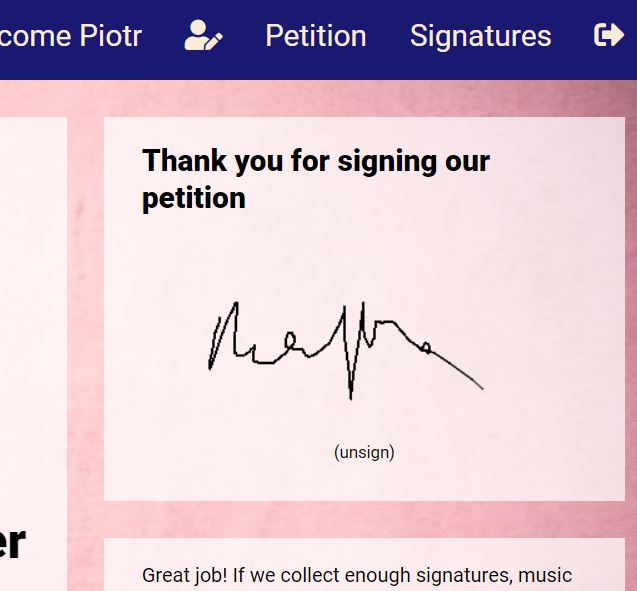 come Piotr Petition Signatures
Thank you for signing our
petition
(unsign)
er
Great job! If we collect enough signatures, music